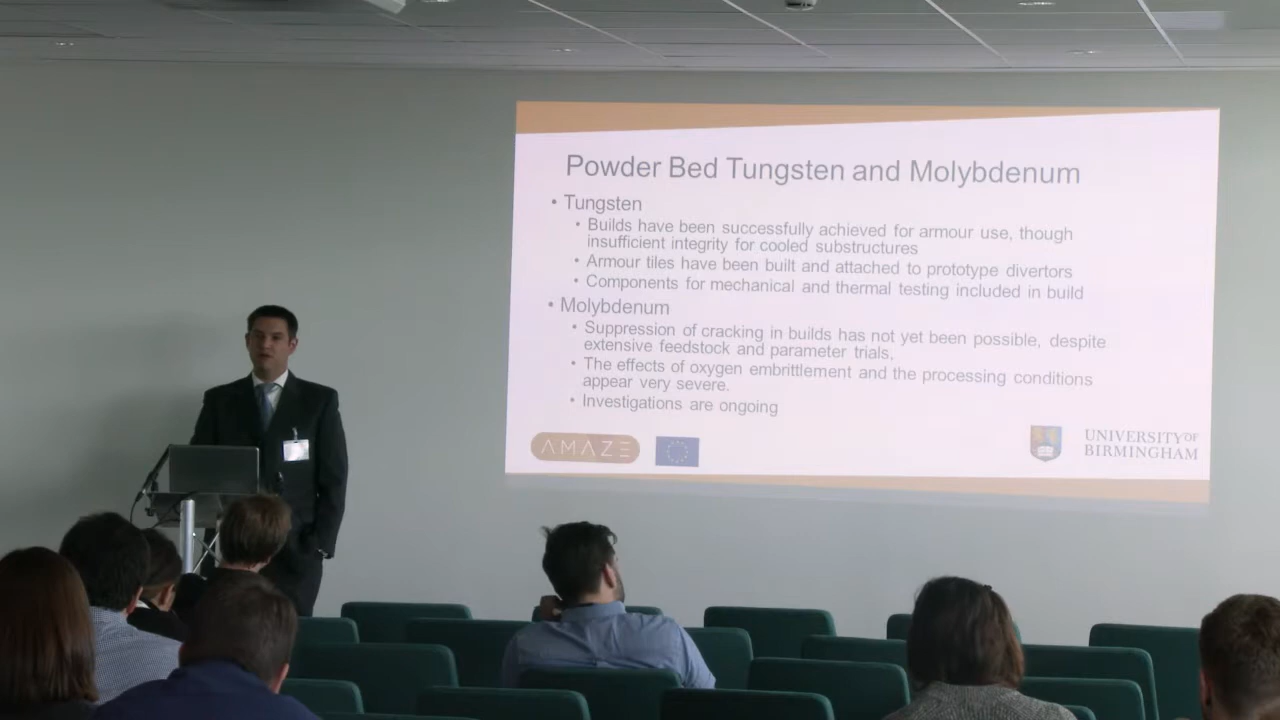 Powder Bed Tungsten and Molybdenum
• Tungsten
• Builds have been successfully achieved for armour use, though
insufficient integrity for cooled substructures
• Armour tiles have been built and attached to prototype divertors
• Components for mechanical and thermal testing included in build
• Molybdenum
• Suppression of cracking in builds has not yet been possible, despite
extensive feedstock and parameter trials.
• The effects of oxygen embrittlement and the processing conditions
appear very severe.
• Investigations are ongoing
AMAZE
UNIVERSITY OF
BIRMINGHAM